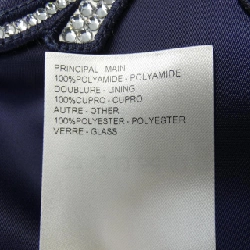 PRINCIPAL - MAIN
100%POLYAMIDE - POLYAMIDE
DOUBLURE - LINING
100%CUPRO - CUPRO
AUTRE - OTHER
100%POLYESTER - POLYESTER
VERRE - GLASS